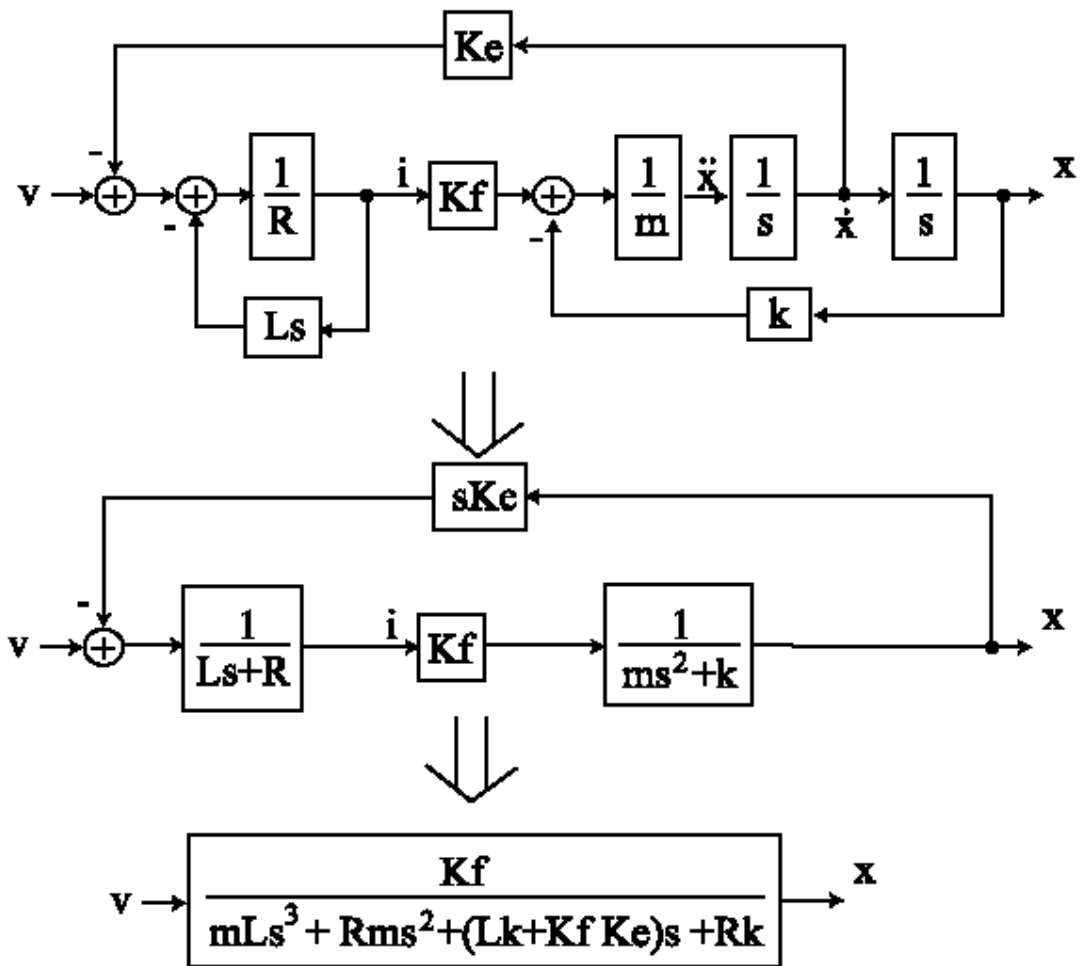 Ke
-
v + - + 1/R i Kf + 1/m ẍ 1/s ẋ 1/s x
-
Ls
k
sKe
-
v + 1/(Ls+R) i Kf 1/(ms²+k) x
v Kf/(mLs³ + Rms²+(Lk+Kf Ke)s +Rk) x